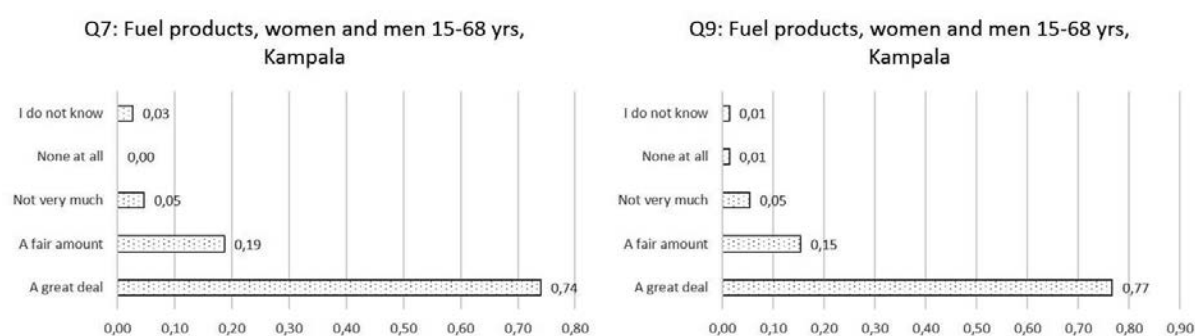 Q7: Fuel products, women and men 15-68 yrs,
Kampala
I do not know
0,03
None at all
0,00
Not very much
0,05
A fair amount
0,19
A great deal
0,74
0,00 0,10 0,20 0,30 0,40 0,50 0,60 0,70 0,80
Q9: Fuel products, women and men 15-68 yrs,
Kampala
I do not know
0,01
None at all
0,01
Not very much
0,05
A fair amount
0,15
A great deal
0,77
0,00 0,10 0,20 0,30 0,40 0,50 0,60 0,70 0,80 0,90